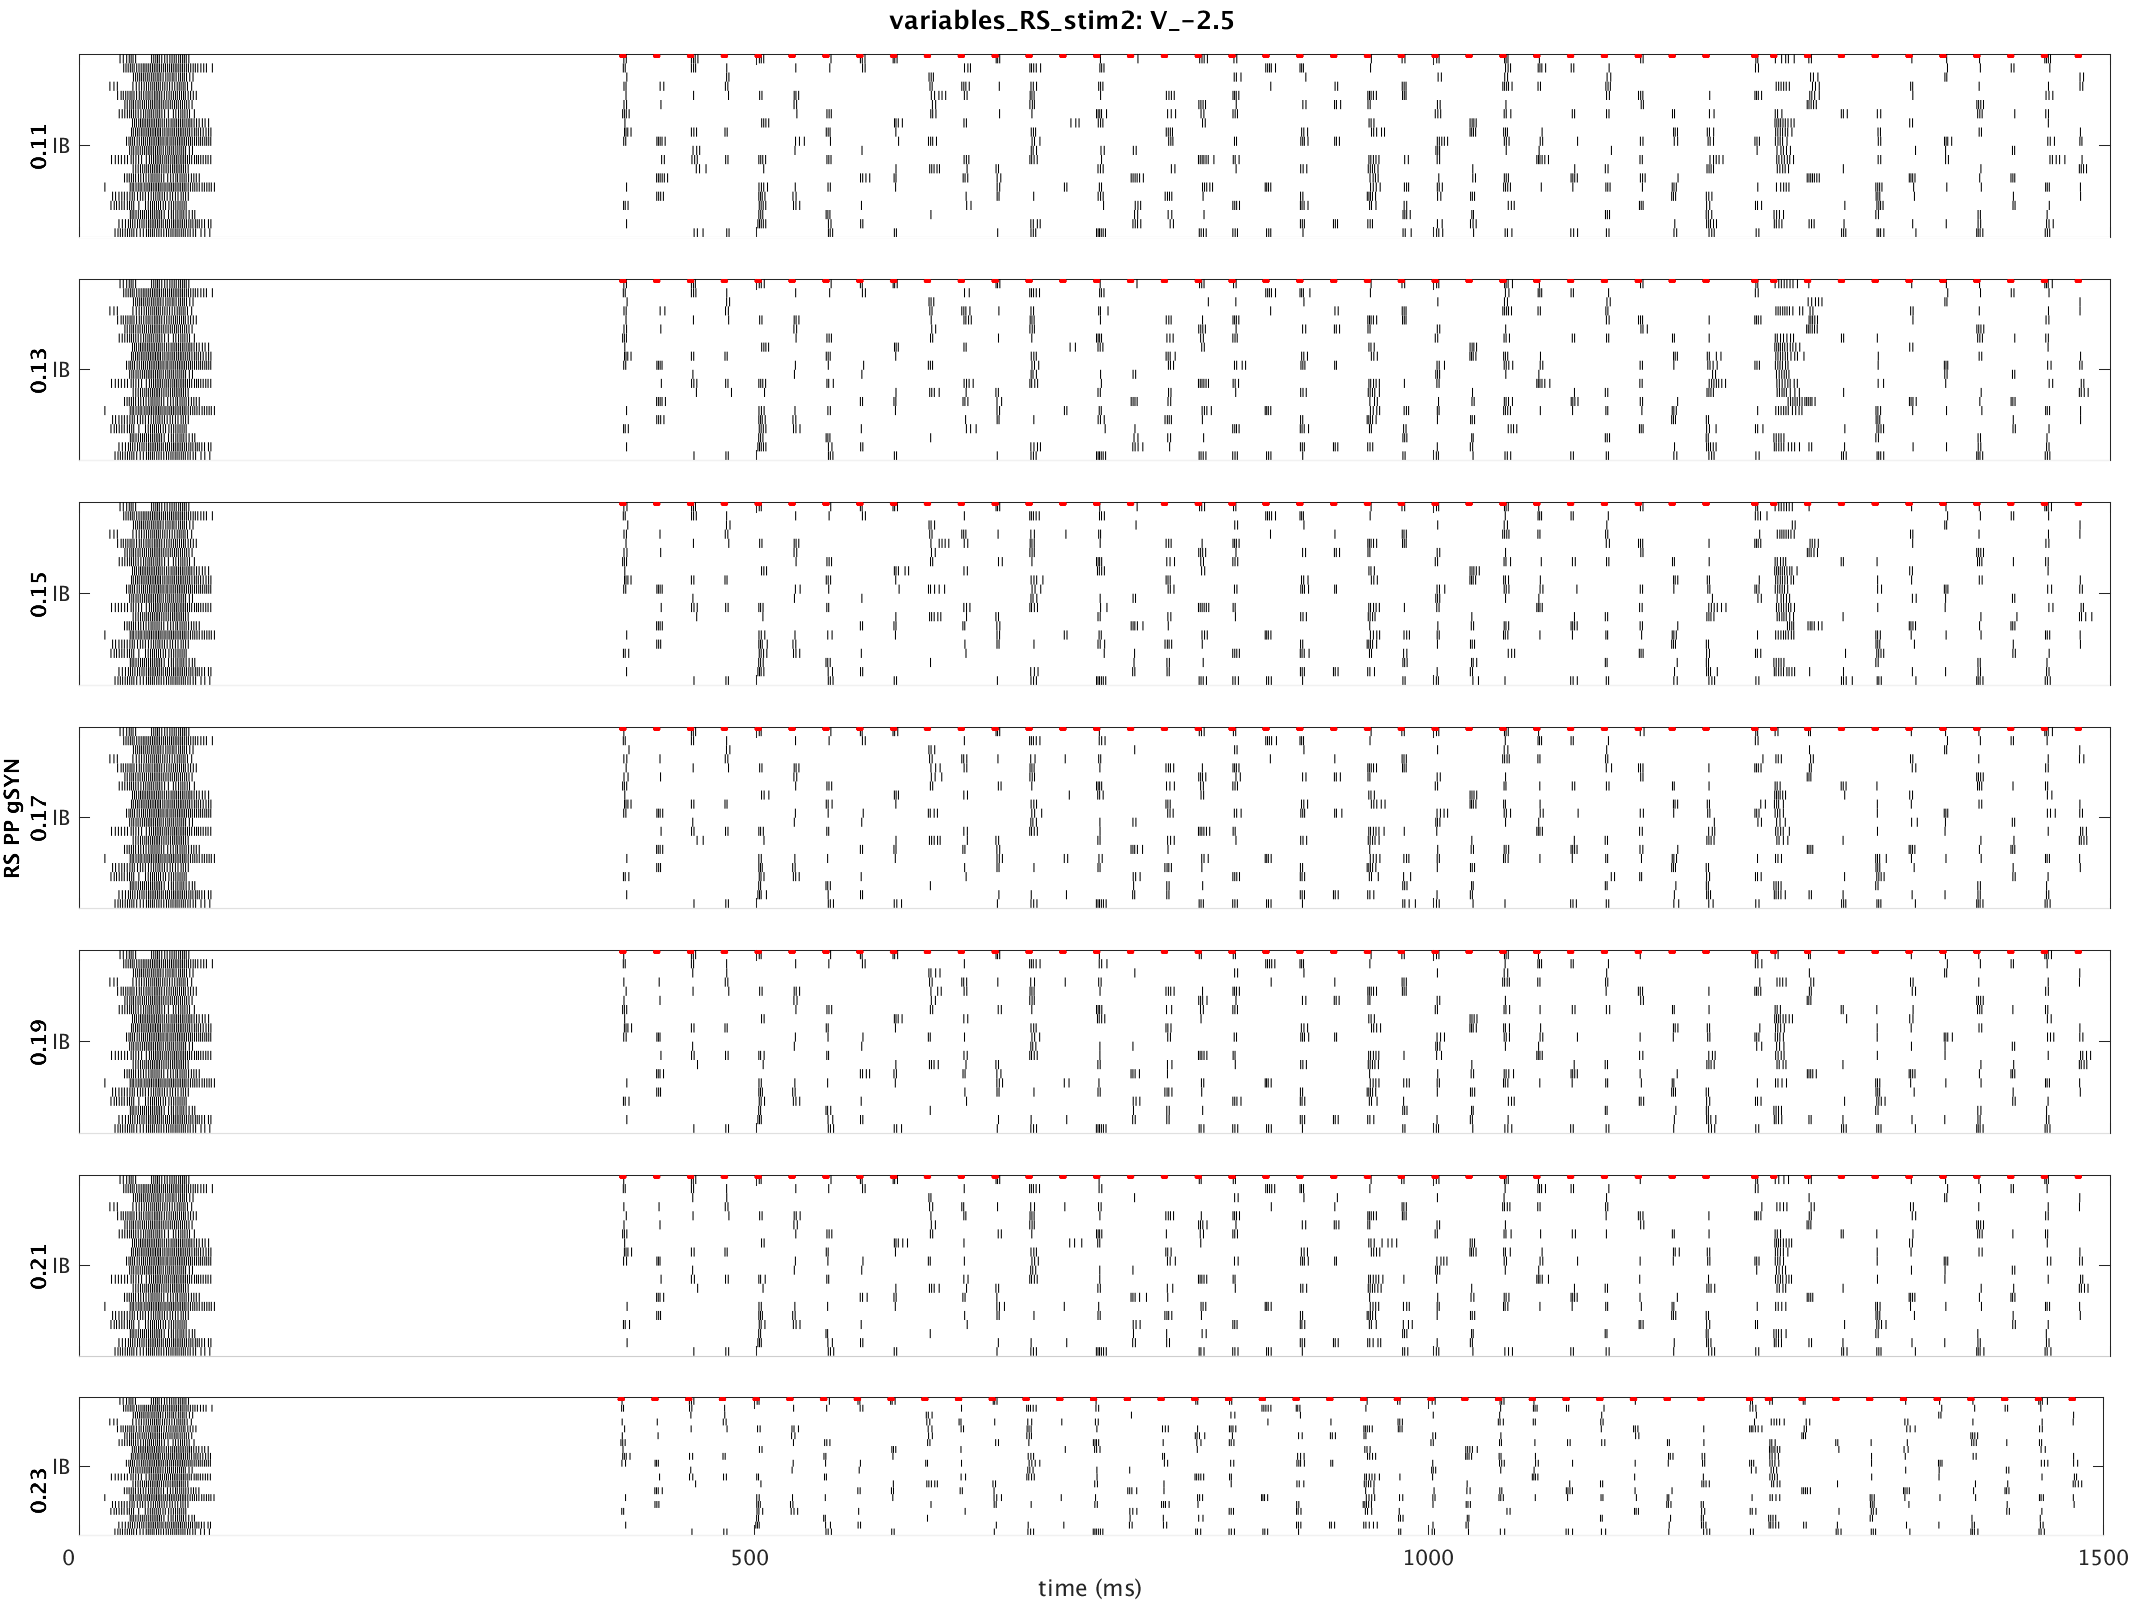 variables_RS_stim2: V_-2.5
0.11 IB
0.13 IB
0.15 IB
RS PP gSYN
0.17 IB
0.19 IB
0.21 IB
0.23 IB
0 500 1000 1500
time (ms)